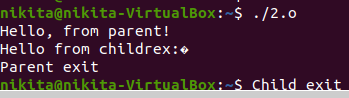 nikita@nikita-VirtualBox:~$ ./2.o
Hello, from parent!
Hello from childrex:�
Parent exit
nikita@nikita-VirtualBox:~$ Child exit